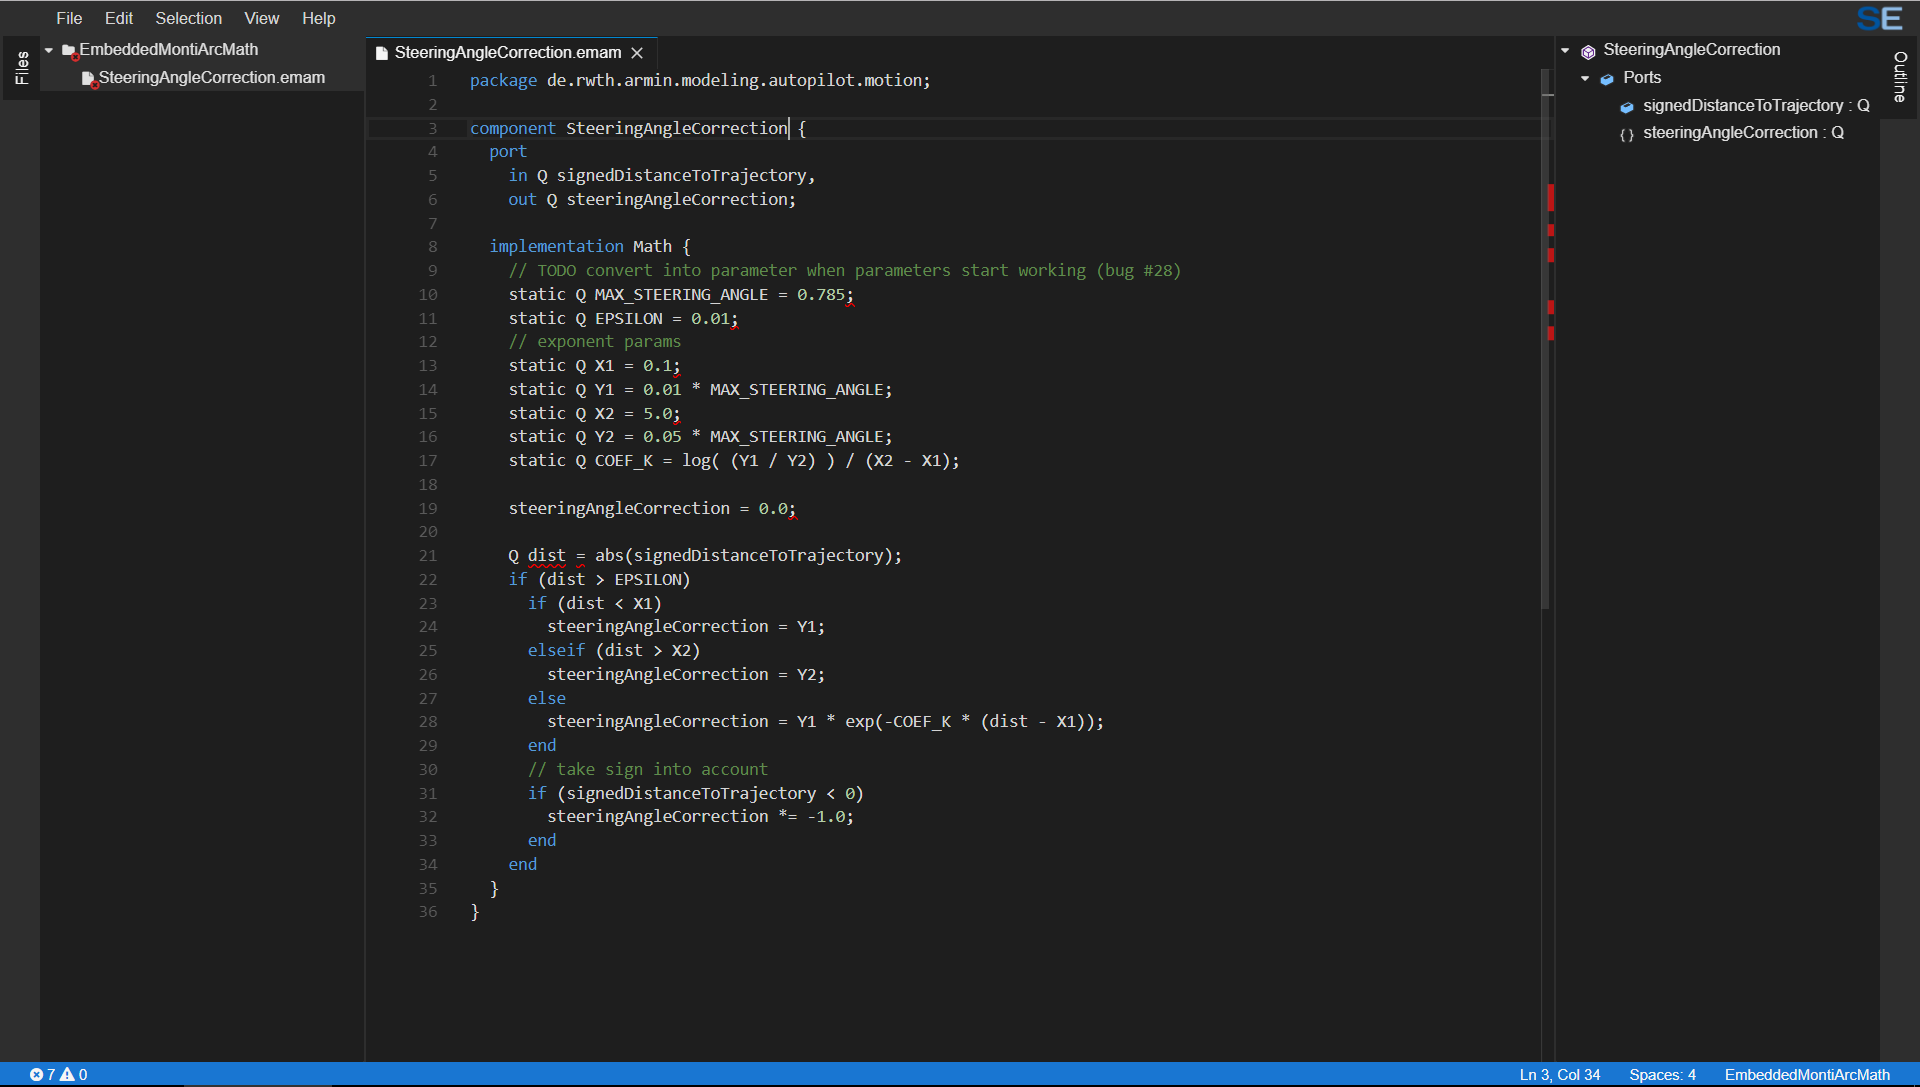 File Edit Selection View Help
SE
Files
EmbeddedMontiArcMath
SteeringAngleCorrection.emam
SteeringAngleCorrection.emam
1 package de.rwth.armin.modeling.autopilot.motion;
2
3 component SteeringAngleCorrection {
4 port
5 in Q signedDistanceToTrajectory,
6 out Q steeringAngleCorrection;
7
8 implementation Math {
9 // TODO convert into parameter when parameters start working (bug #28)
10 static Q MAX_STEERING_ANGLE = 0.785;
11 static Q EPSILON = 0.01;
12 // exponent params
13 static Q X1 = 0.1;
14 static Q Y1 = 0.01 * MAX_STEERING_ANGLE;
15 static Q X2 = 5.0;
16 static Q Y2 = 0.05 * MAX_STEERING_ANGLE;
17 static Q COEF_K = log( (Y1 / Y2) ) / (X2 - X1);
18
19 steeringAngleCorrection = 0.0;
20
21 Q dist = abs(signedDistanceToTrajectory);
22 if (dist > EPSILON)
23 if (dist < X1)
24 steeringAngleCorrection = Y1;
25 elseif (dist > X2)
26 steeringAngleCorrection = Y2;
27 else
28 steeringAngleCorrection = Y1 * exp(-COEF_K * (dist - X1));
29 end
30 // take sign into account
31 if (signedDistanceToTrajectory < 0)
32 steeringAngleCorrection *= -1.0;
33 end
34 end
35 }
36 }
SteeringAngleCorrection
Ports
signedDistanceToTrajectory : Q
{} steeringAngleCorrection : Q
Outline
7 0
Ln 3, Col 34 Spaces: 4 EmbeddedMontiArcMath